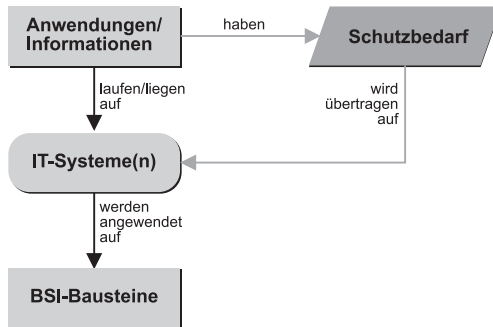 Anwendungen/
Informationen
haben
Schutzbedarf
laufen/liegen
auf
wird
übertragen
auf
IT-Systeme(n)
werden
angewendet
auf
BSI-Bausteine